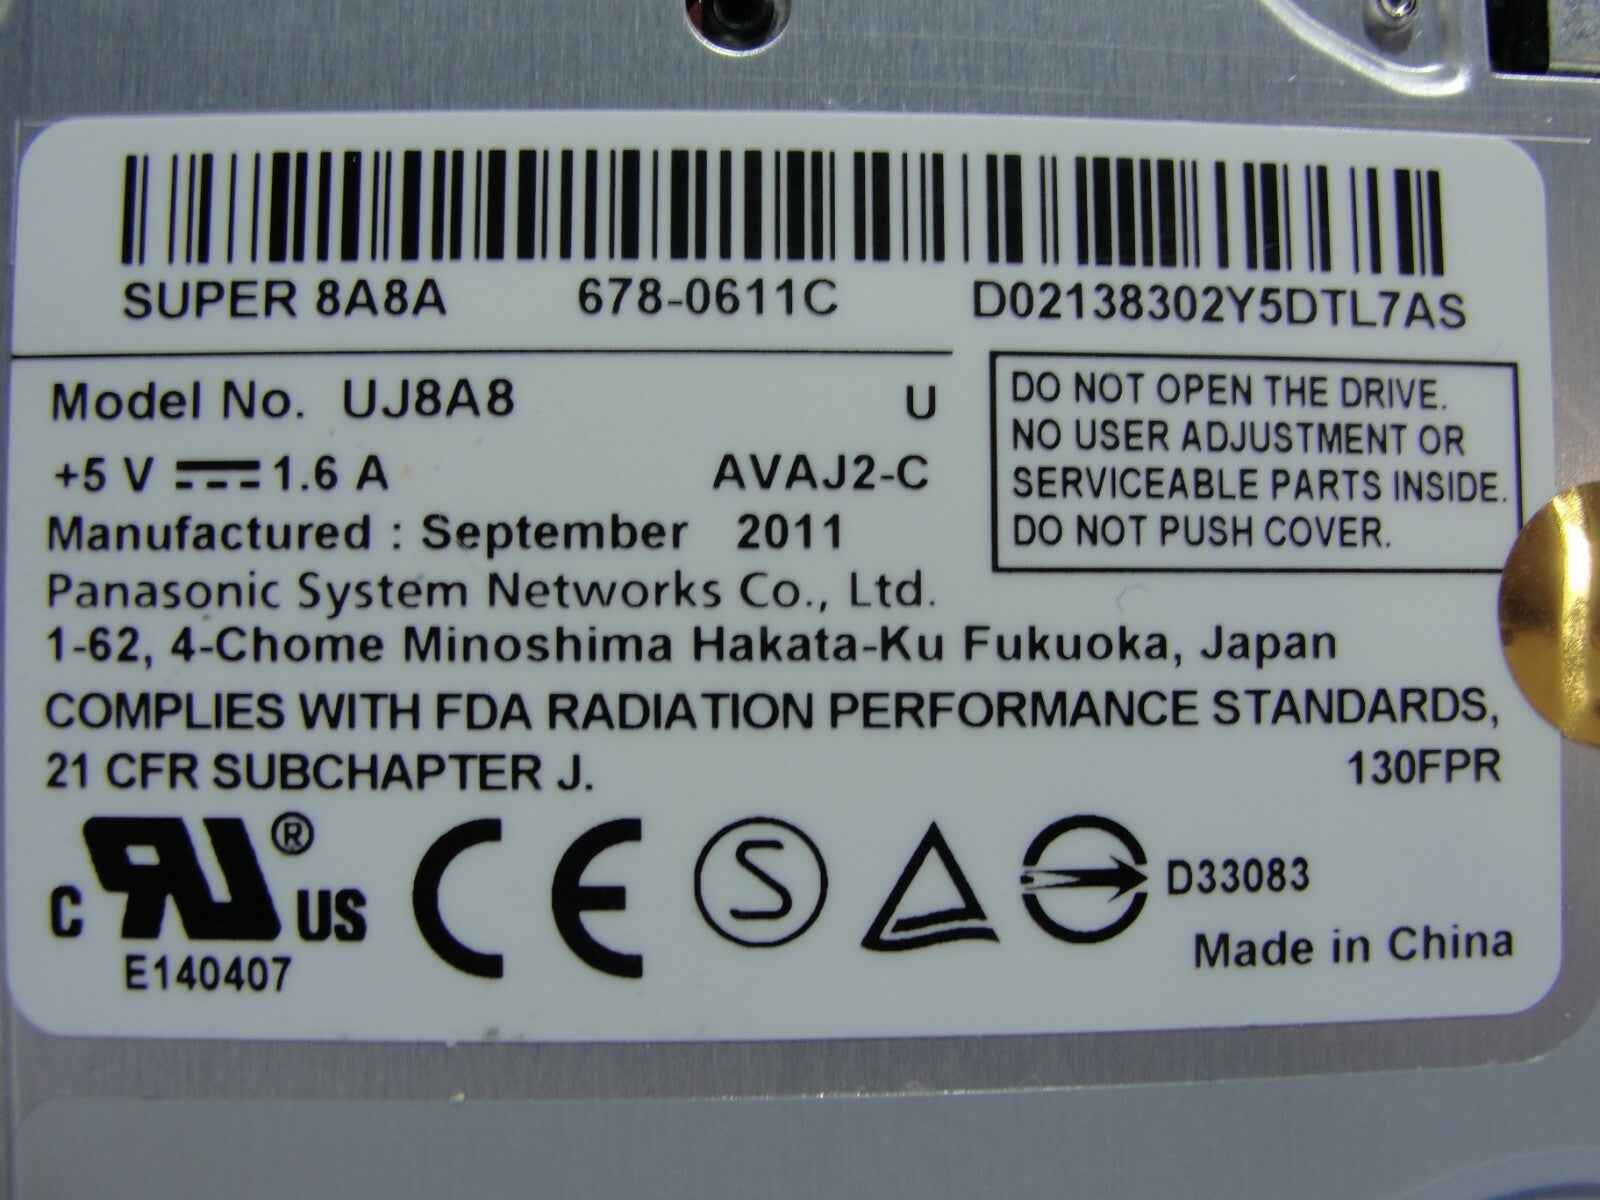 SUPER 8A8A 678-0611C D02138302Y5DTL7AS
Model No. UJ8A8 U
+5 V ⎓ 1.6 A AVAJ2-C
Manufactured : September 2011
DO NOT OPEN THE DRIVE.
NO USER ADJUSTMENT OR
SERVICEABLE PARTS INSIDE.
DO NOT PUSH COVER.
Panasonic System Networks Co., Ltd.
1-62, 4-Chome Minoshima Hakata-Ku Fukuoka, Japan
COMPLIES WITH FDA RADIATION PERFORMANCE STANDARDS,
21 CFR SUBCHAPTER J. 130FPR
C RU ® US CE S D33083
E140407
Made in China